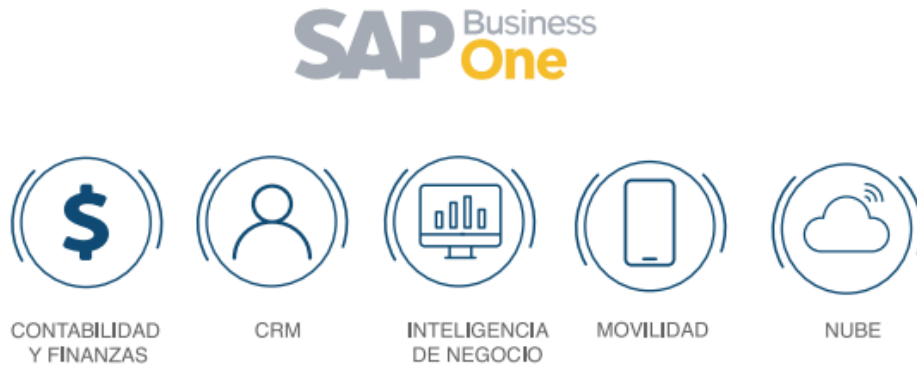 SAP Business One
CONTABILIDAD Y FINANZAS
CRM
INTELIGENCIA DE NEGOCIO
MOVILIDAD
NUBE